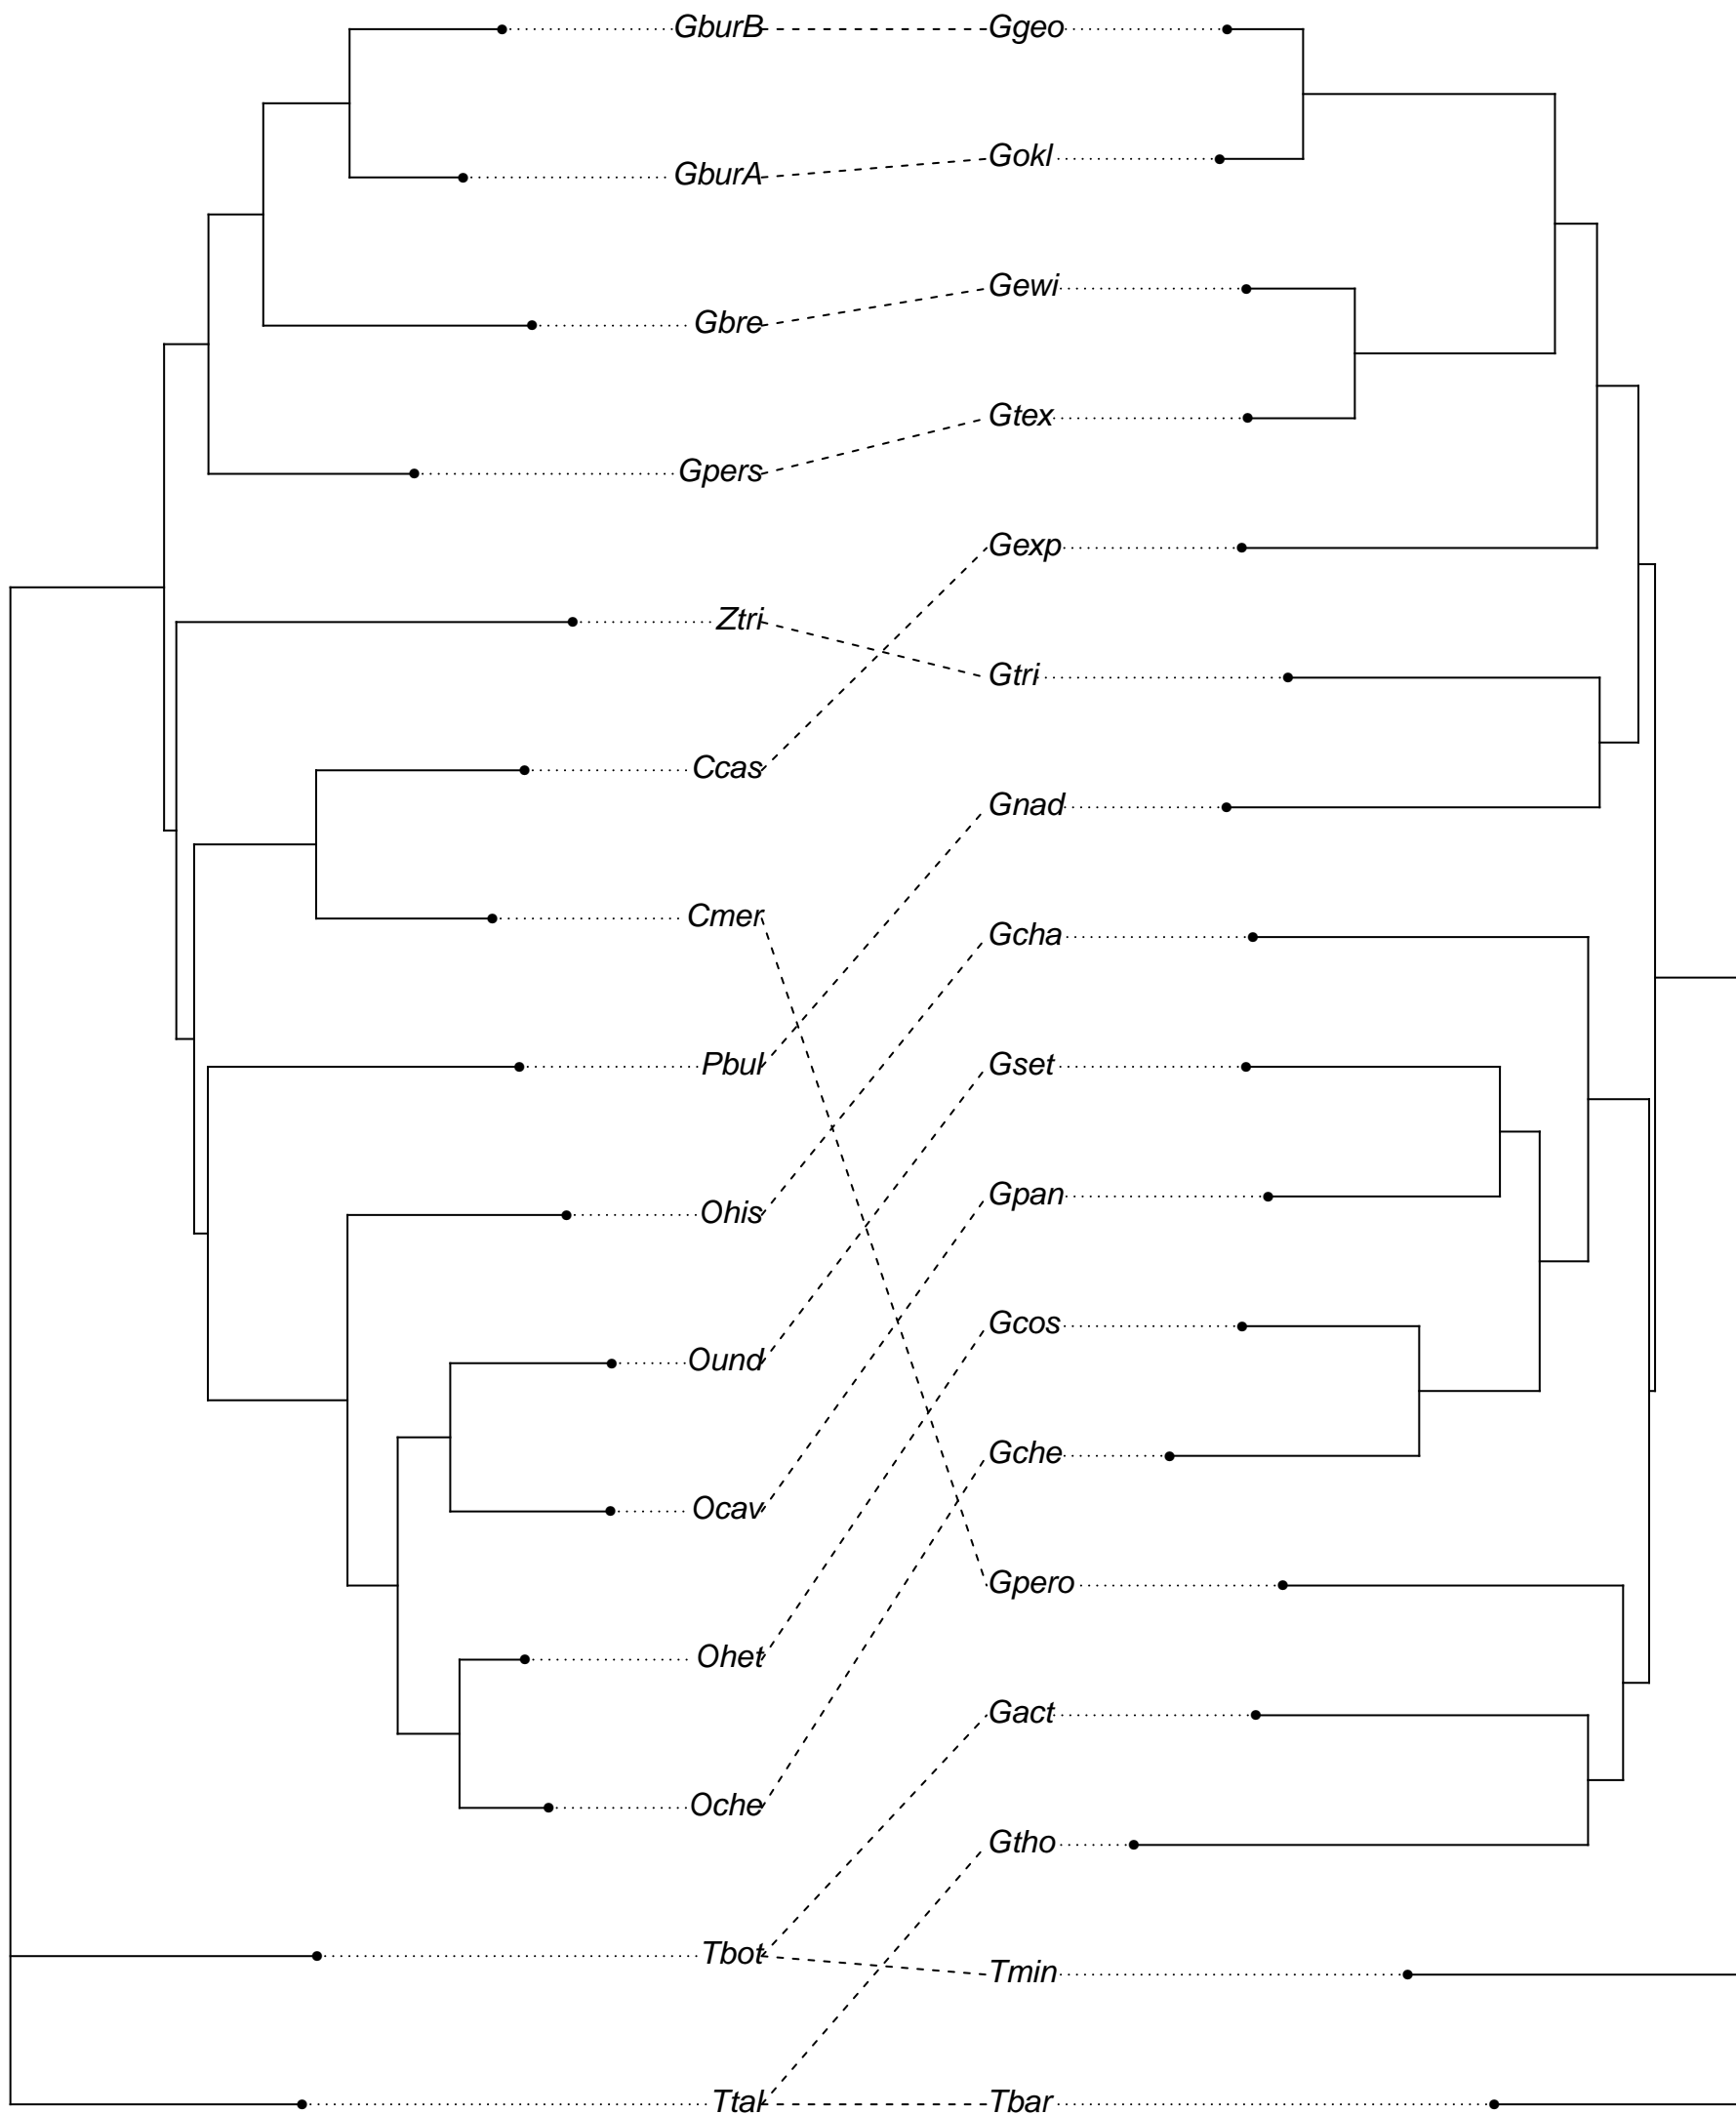 GburB Ggeo
GburA Gokl
Gewi
Gbre
Gtex
Gpers
Gexp
Ztri
Gtri
Ccas
Gnad
Cmer
Gcha
Pbul Gset
Gpan
Ohis
Gcos
Ound
Gche
Ocav
Gpero
Ohet
Gact
Oche
Gtho
Tbot
Tmin
Ttal Tbar